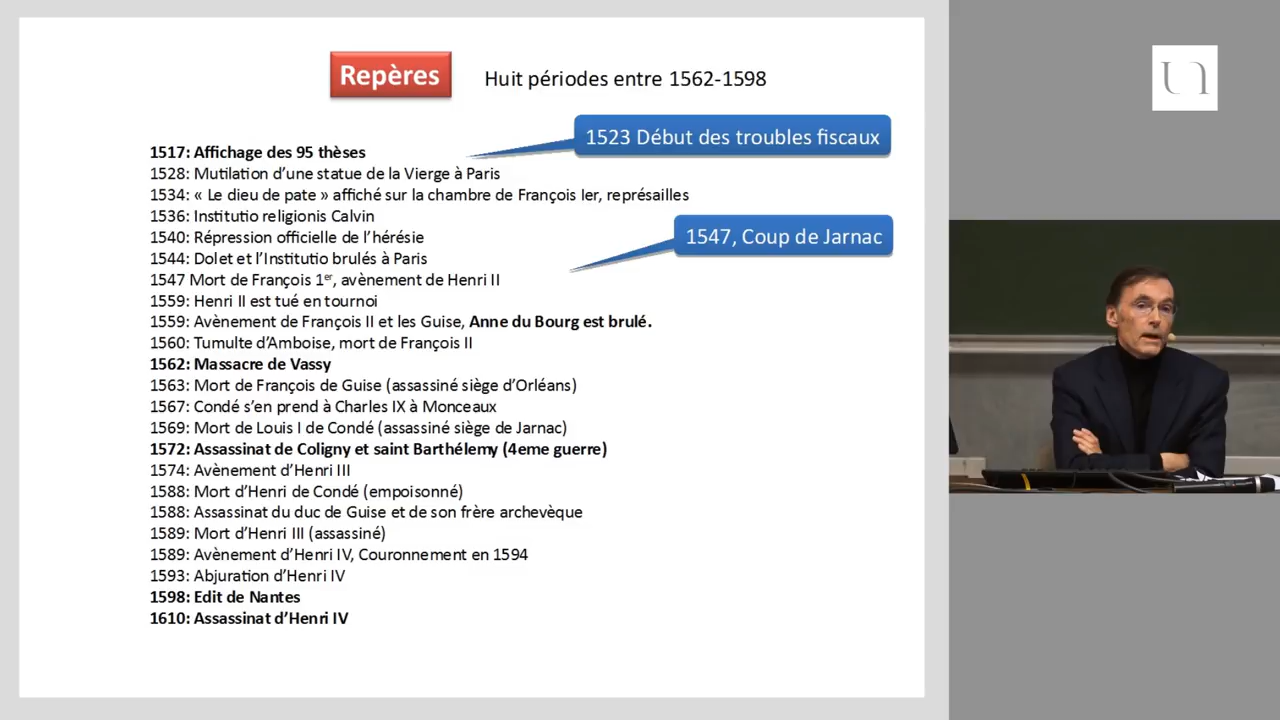 Repères
Huit périodes entre 1562-1598
1523 Début des troubles fiscaux
1517: Affichage des 95 thèses
1528: Mutilation d’une statue de la Vierge à Paris
1534: « Le dieu de pate » affiché sur la chambre de François Ier, représailles
1536: Institutio religionis Calvin
1547, Coup de Jarnac
1540: Répression officielle de l’hérésie
1544: Dolet et l’Institutio brulés à Paris
1547 Mort de François 1er, avènement de Henri II
1559: Henri II est tué en tournoi
1559: Avènement de François II et les Guise, Anne du Bourg est brulé.
1560: Tumulte d’Amboise, mort de François II
1562: Massacre de Vassy
1563: Mort de François de Guise (assassiné siège d’Orléans)
1567: Condé s’en prend à Charles IX à Monceaux
1569: Mort de Louis I de Condé (assassiné siège de Jarnac)
1572: Assassinat de Coligny et saint Barthélemy (4eme guerre)
1574: Avènement d’Henri III
1588: Mort d’Henri de Condé (empoisonné)
1588: Assassinat du duc de Guise et de son frère archevèque
1589: Mort d’Henri III (assassiné)
1589: Avènement d’Henri IV, Couronnement en 1594
1593: Abjuration d’Henri IV
1598: Edit de Nantes
1610: Assassinat d’Henri IV